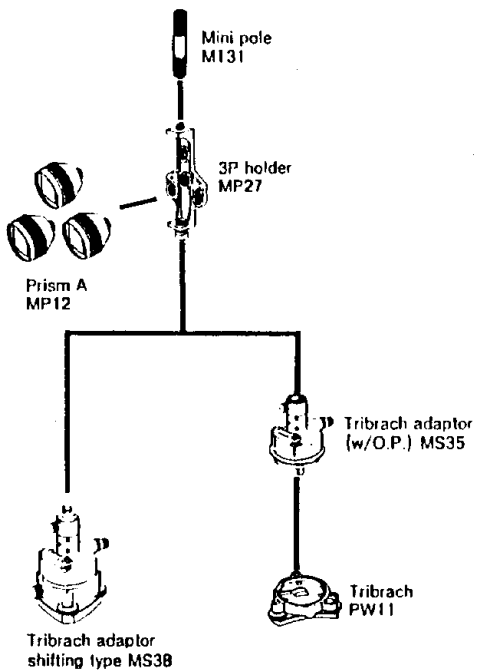 Mini pole
M131
3P holder
MP27
Prism A
MP12
Tribrach adaptor
(w/O.P.) MS35
Tribrach
PW11
Tribrach adaptor
shifting type MS38